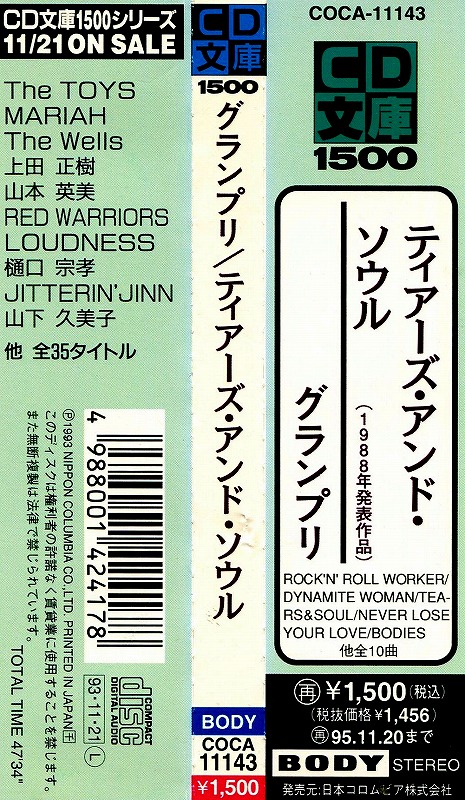 CD文庫1500シリーズ
11/21 ON SALE
The TOYS
MARIAH
The Wells
上田 正樹
山本 英美
RED WARRIORS
LOUDNESS
樋口 宗孝
JITTERIN'JINN
山下 久美子
他 全35タイトル
4 988001 424178
Ⓟ1993 NIPPON COLUMBIA CO.,LTD. PRINTED IN JAPAN
このディスクは権利者の許諾なく賃貸業に使用することを禁じます。
また無断複製は法律で禁じられています。
TOTAL TIME 47'34"
COMPACT
disc
DIGITAL AUDIO
93・11・21
Ⓛ
CD
文庫
1500
グランプリ/ティアーズ・アンド・ソウル
BODY
COCA
11143
¥1,500
COCA-11143
CD
文庫
1500
ティアーズ・アンド・
ソウル
(1988年発表作品)
グランプリ
ROCK'N' ROLL WORKER/
DYNAMITE WOMAN/TEA-
RS&SOUL/NEVER LOSE
YOUR LOVE/BODIES
他全10曲
再 ¥1,500(税込)
(税抜価格 ¥1,456)
再 95.11.20まで
BODY STEREO
発売元:日本コロムビア株式会社